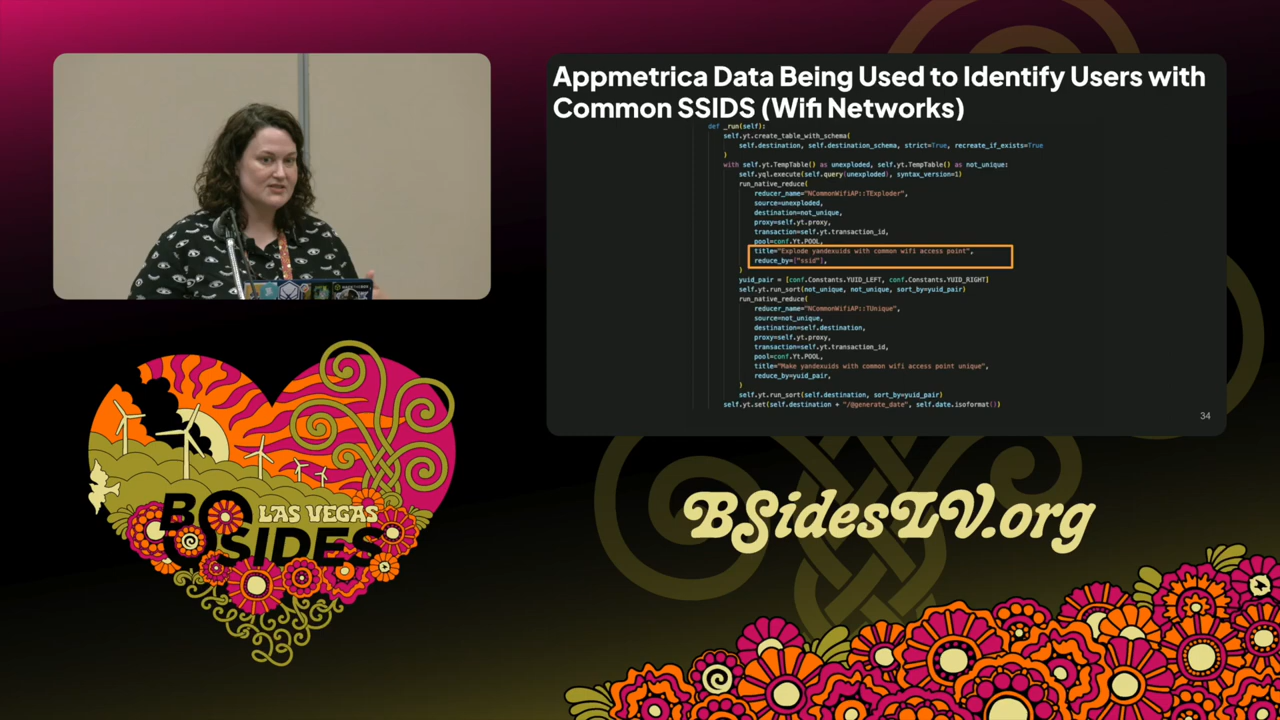 Appmetrica Data Being Used to Identify Users with
Common SSIDS (Wifi Networks)
def _run(self):
self.yt.create_table_with_schema(
self.destination, self.destination_schema, strict=True, recreate_if_exists=True
)
with self.yt.TempTable() as unexploded, self.yt.TempTable() as not_unique:
self.yql.execute(self.query(unexploded), syntax_version=1)
run_native_reduce(
reducer_name="NCommonWifiAP::TExploder",
source=unexploded,
destination=not_unique,
proxy=self.yt.proxy,
transaction=self.yt.transaction_id,
pool=conf.Yt.POOL,
title="Explode yandexuids with common wifi access point",
reduce_by=["ssid"],
)
yuid_pair = [conf.Constants.YUID_LEFT, conf.Constants.YUID_RIGHT]
self.yt.run_sort(not_unique, not_unique, sort_by=yuid_pair)
run_native_reduce(
reducer_name="NCommonWifiAP::TUnique",
source=not_unique,
destination=self.destination,
proxy=self.yt.proxy,
transaction=self.yt.transaction_id,
pool=conf.Yt.POOL,
title="Make yandexuids with common wifi access point unique",
reduce_by=yuid_pair,
)
self.yt.run_sort(self.destination, sort_by=yuid_pair)
self.yt.set(self.destination + "/@generate_date", self.date.isoformat())
34
LAS VEGAS
BSIDES
23
BSidesLV.org